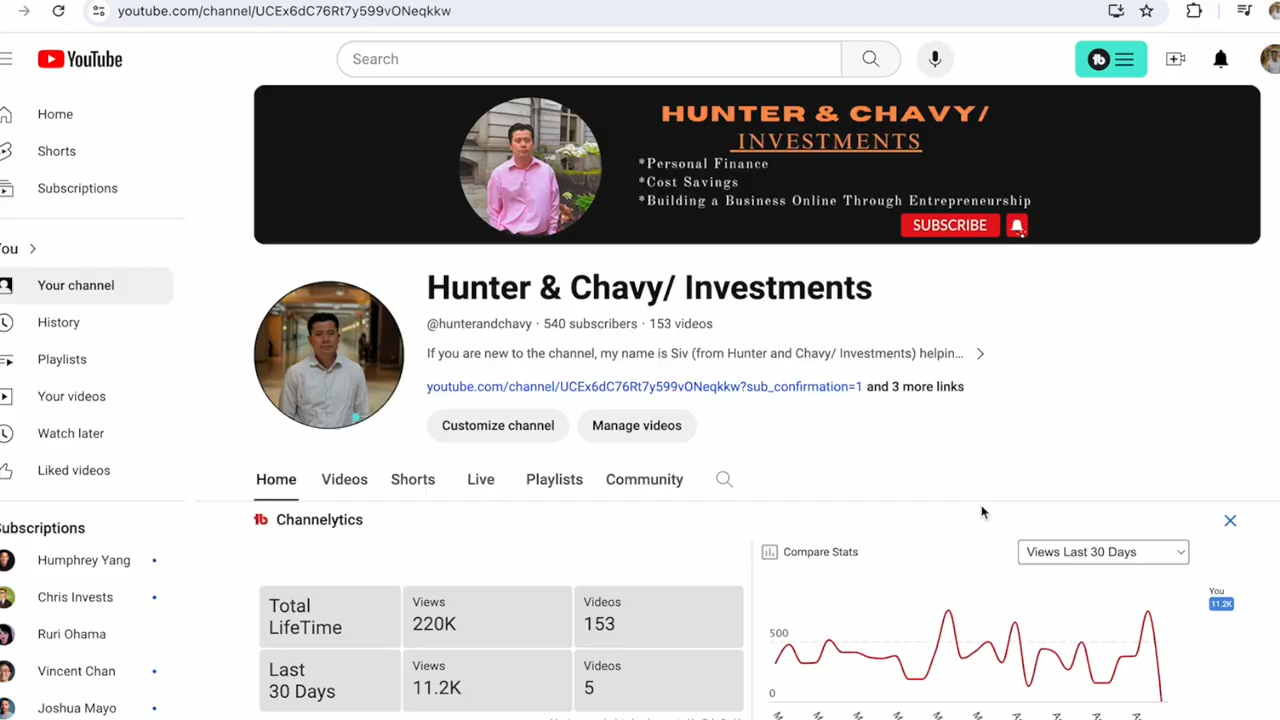 youtube.com/channel/UCEx6dC76Rt7y599vONeqkkw
YouTube
Search
tb
Home
Shorts
Subscriptions
You
Your channel
History
Playlists
Your videos
Watch later
Liked videos
Subscriptions
Humphrey Yang
Chris Invests
Ruri Ohama
Vincent Chan
Joshua Mayo
HUNTER & CHAVY/
INVESTMENTS
*Personal Finance
*Cost Savings
*Building a Business Online Through Entrepreneurship
SUBSCRIBE
Hunter & Chavy/ Investments
@hunterandchavy · 540 subscribers · 153 videos
If you are new to the channel, my name is Siv (from Hunter and Chavy/ Investments) helpin...
youtube.com/channel/UCEx6dC76Rt7y599vONeqkkw?sub_confirmation=1 and 3 more links
Customize channel Manage videos
Home Videos Shorts Live Playlists Community
tb Channelytics
Compare Stats
Views Last 30 Days
Total LifeTime
Views
220K
Videos
153
Last 30 Days
Views
11.2K
Videos
5
500
0
You
11.2K